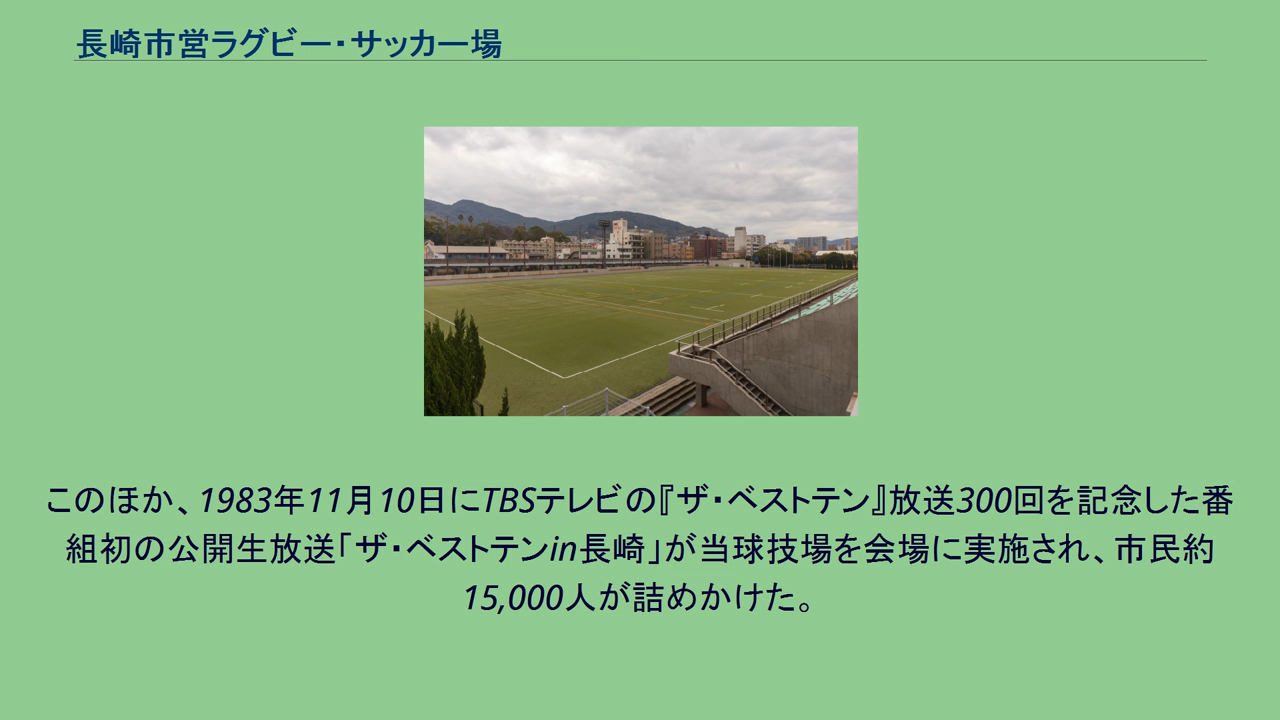 長崎市営ラグビー・サッカー場
このほか、1983年11月10日にTBSテレビの『ザ・ベストテン』放送300回を記念した番
組初の公開生放送「ザ・ベストテンin長崎」が当球技場を会場に実施され、市民約
15,000人が詰めかけた。